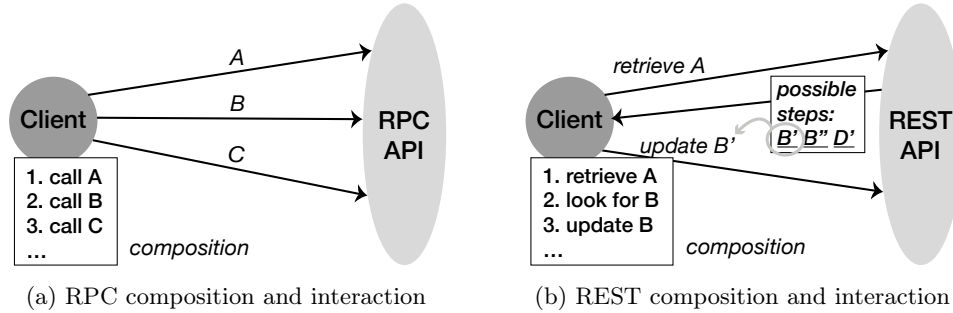 A
B
C
Client
RPC
API
1. call A
2. call B
3. call C
...
composition
(a) RPC composition and interaction
retrieve A
possible
steps:
B' B" D'
Client
REST
API
update B'
1. retrieve A
2. look for B
3. update B
...
composition
(b) REST composition and interaction